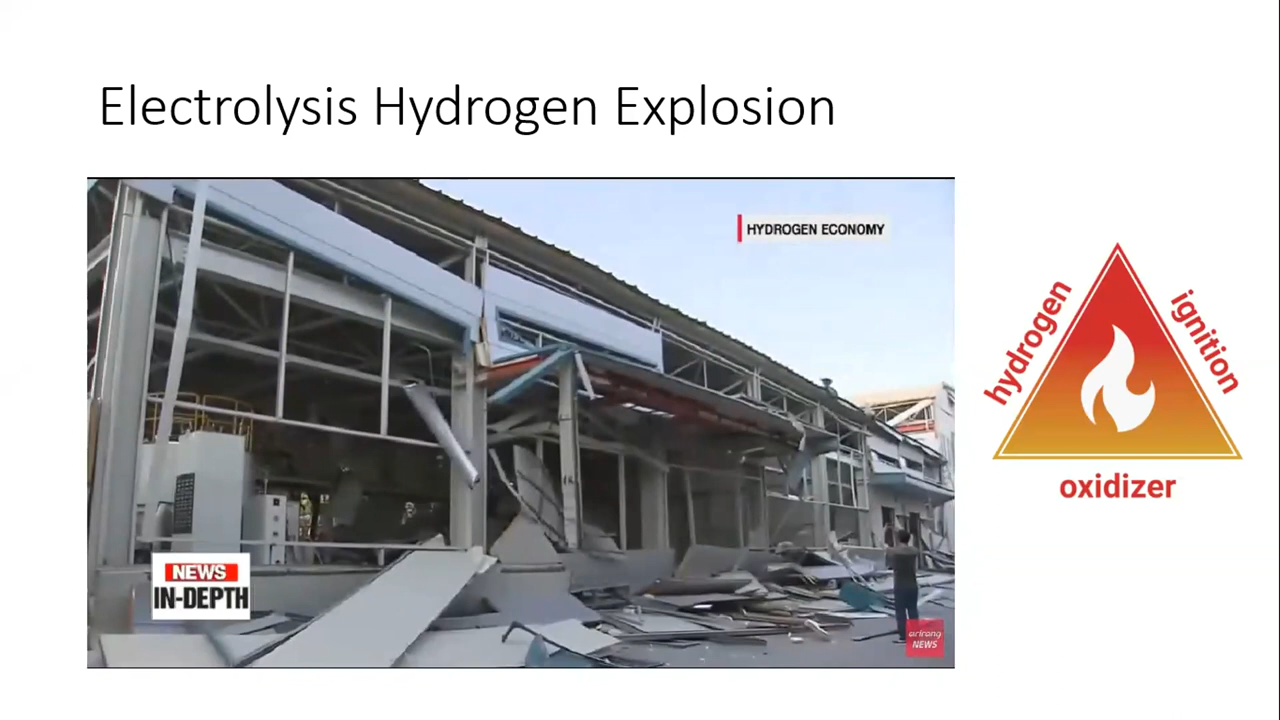 Electrolysis Hydrogen Explosion
HYDROGEN ECONOMY
hydrogen
ignition
oxidizer
NEWS
IN-DEPTH
arirang
NEWS